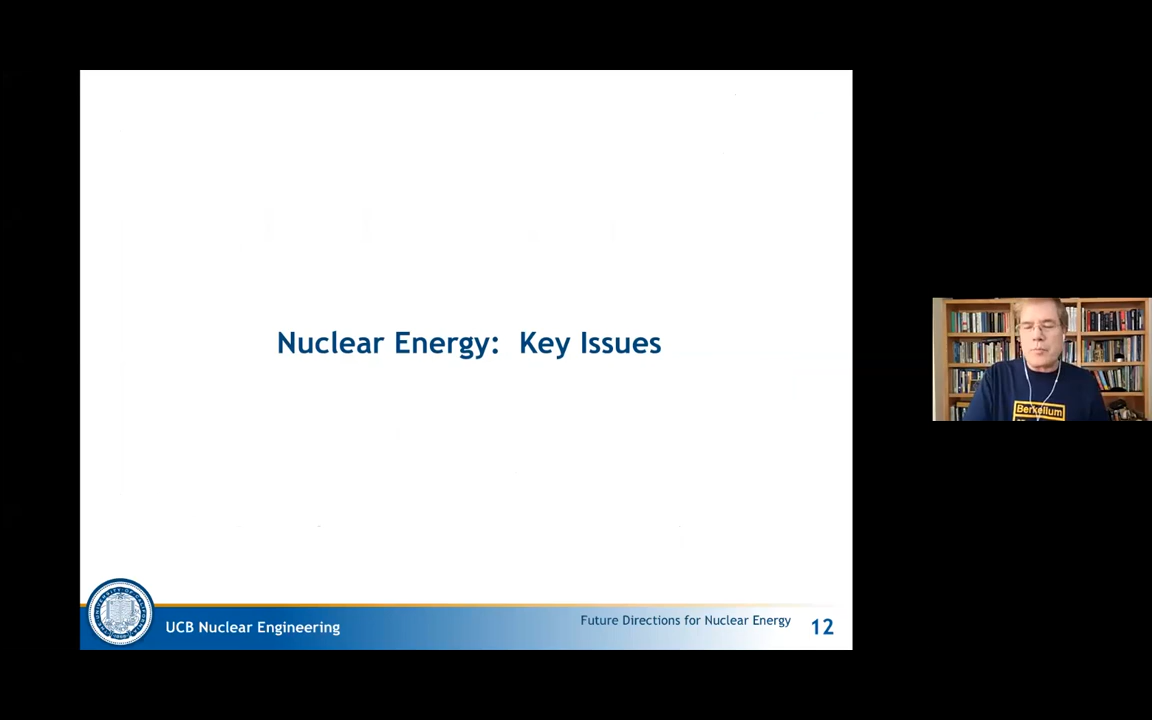 Nuclear Energy: Key Issues
UCB Nuclear Engineering
Future Directions for Nuclear Energy
12
Berkelium